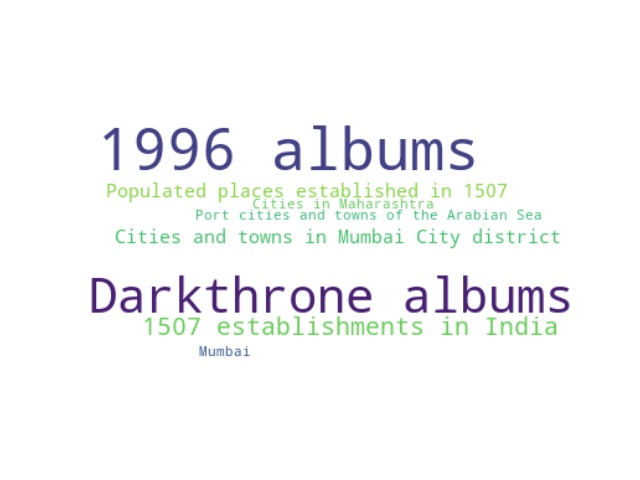 1996 albums
Populated places established in 1507
Cities in Maharashtra
Port cities and towns of the Arabian Sea
Cities and towns in Mumbai City district
Darkthrone albums
1507 establishments in India
Mumbai